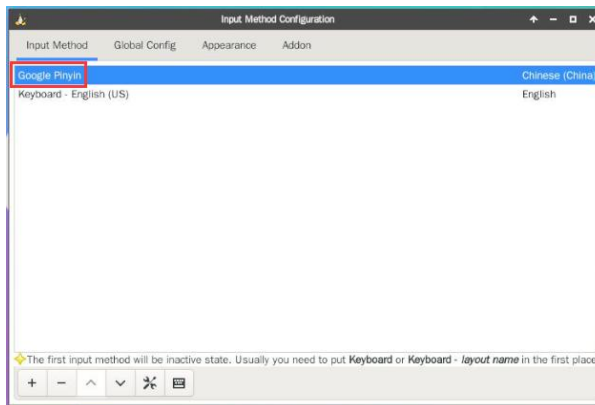 Input Method Configuration
Input Method Global Config Appearance Addon
Google Pinyin Chinese (China)
Keyboard - English (US) English
The first input method will be inactive state. Usually you need to put Keyboard or Keyboard - layout name in the first place